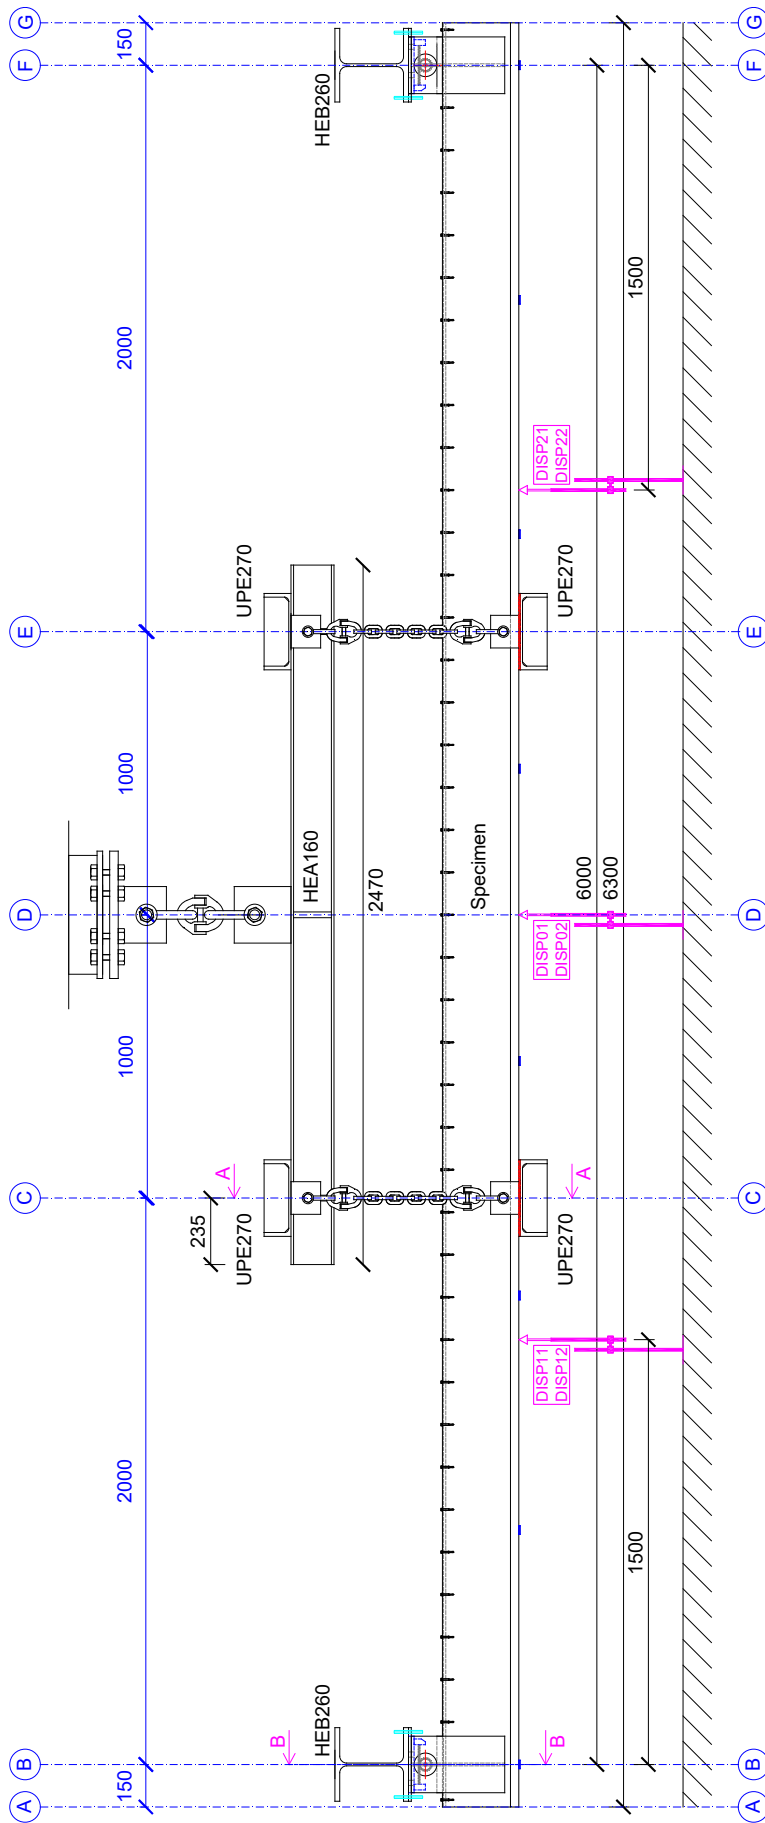 A
B
C
D
E
F
G
150
2000
1000
1000
2000
150
235
A
B
UPE270
UPE270
HEB260
HEA160
HEB260
2470
Specimen
DISP11
DISP12
DISP01
DISP02
DISP21
DISP22
B
A
UPE270
UPE270
6000
6300
1500
1500
A
B
C
D
E
F
G